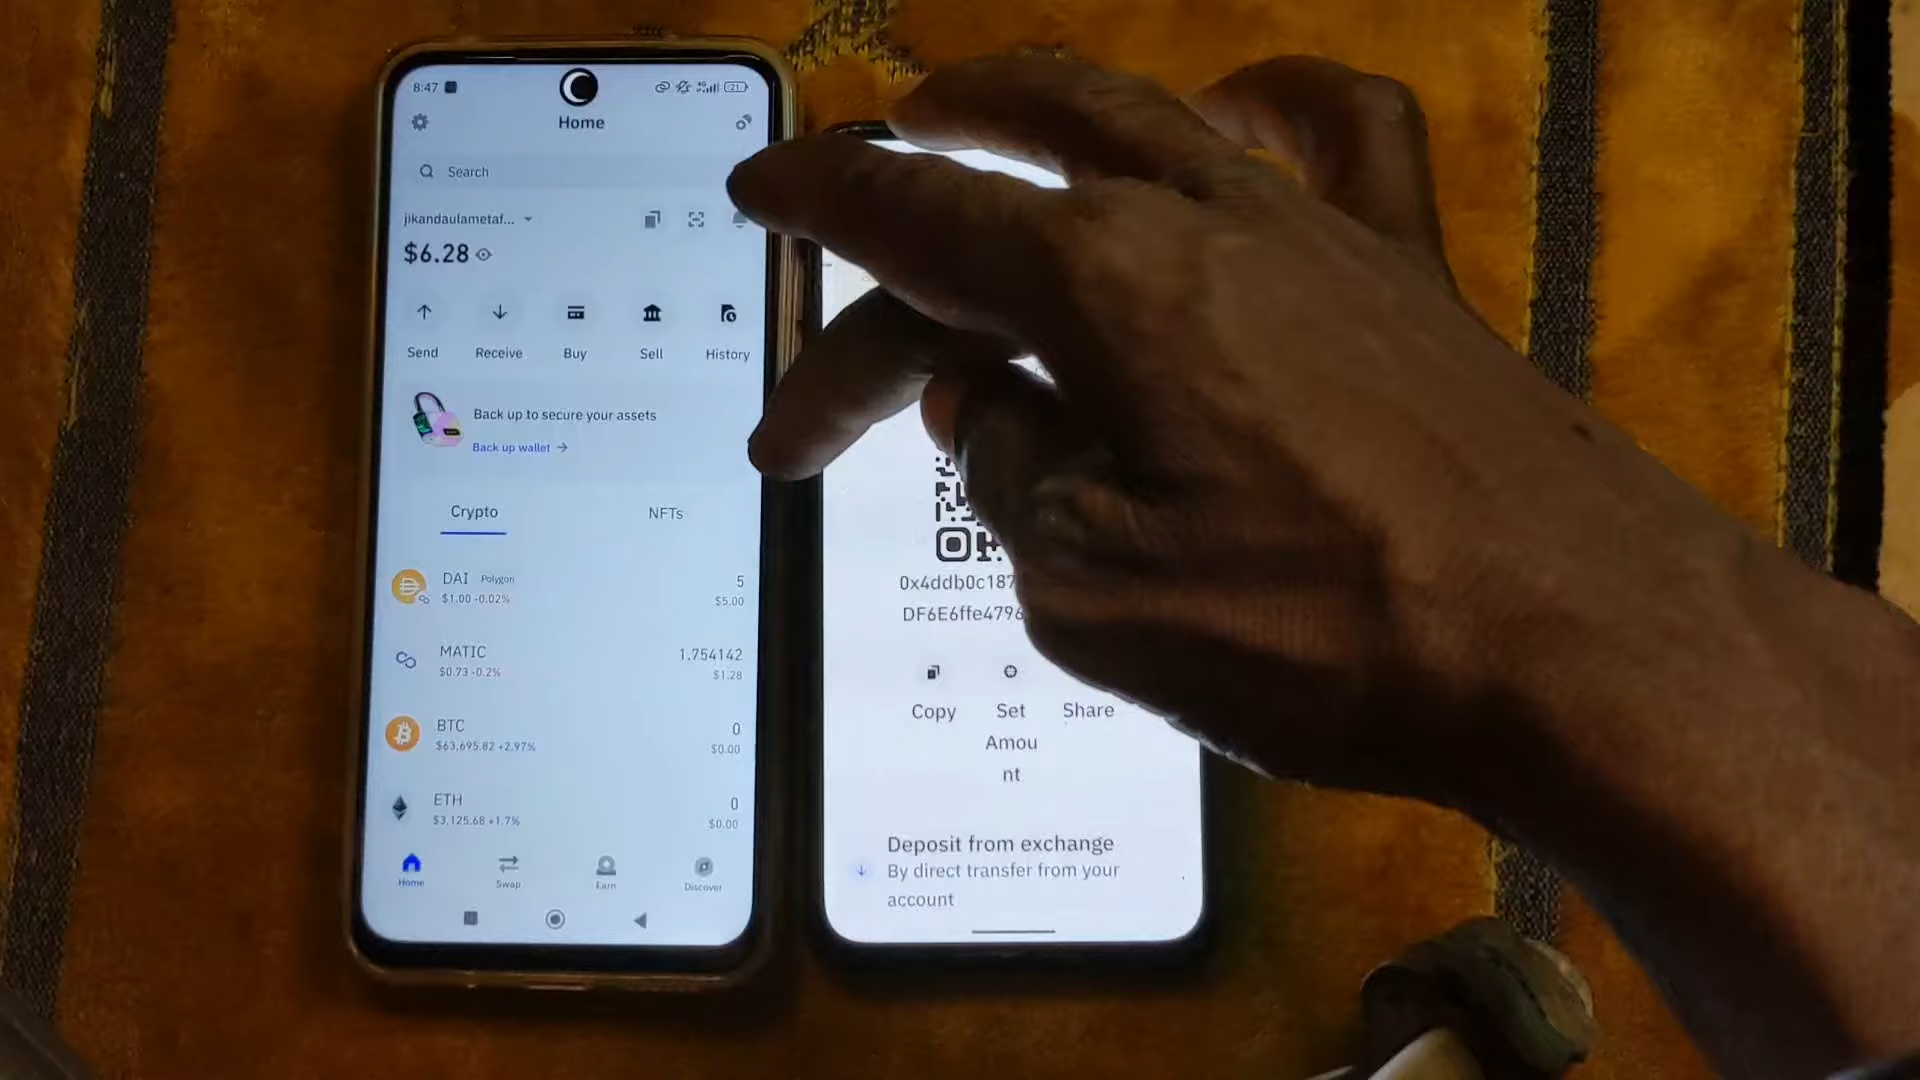 8:47
21
Home
Search
jikandaulametaf...
$6.28
Send Receive Buy Sell History
Back up to secure your assets
Back up wallet →
Crypto NFTs
DAI Polygon 5
$1.00 -0.02% $5.00
MATIC 1.754142
$0.73 -0.2% $1.28
BTC 0
$63,695.82 +2.97% $0.00
ETH 0
$3,125.68 +1.7% $0.00
Home Swap Earn Discover
0x4ddb0c187
DF6E6ffe4796
Copy Set Share
Amou
nt
Deposit from exchange
By direct transfer from your
account